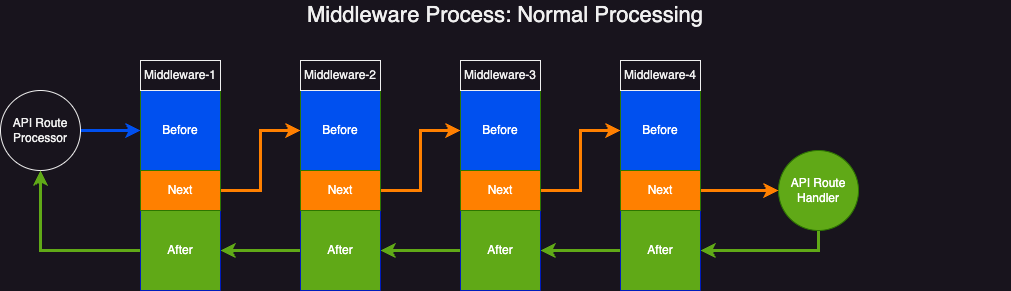 Middleware Process: Normal Processing
Middleware-1
Middleware-2
Middleware-3
Middleware-4
API Route
Processor
Before
Before
Before
Before
Next
Next
Next
Next
API Route
Handler
After
After
After
After